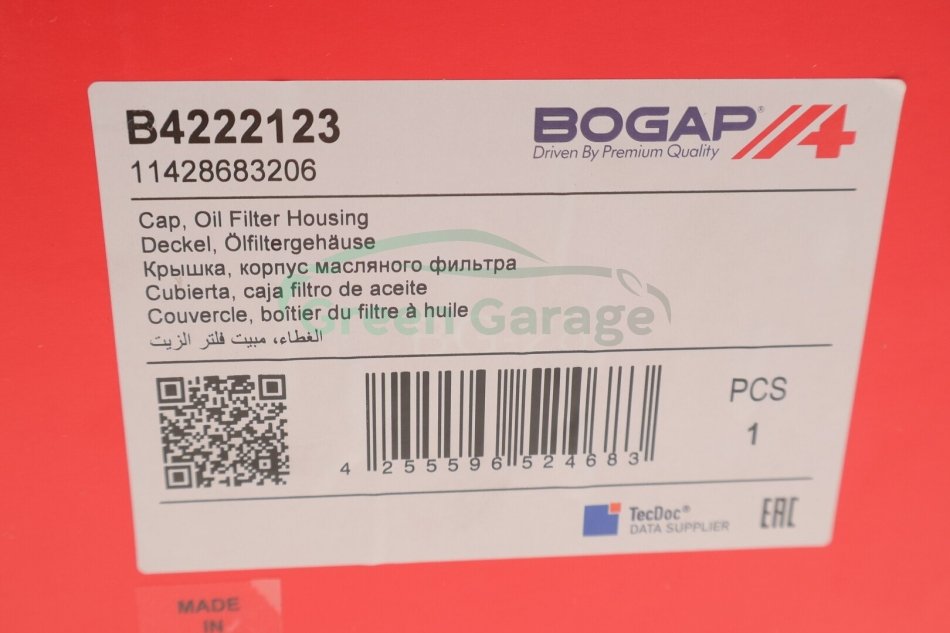 B4222123
BOGAP® 4
Driven By Premium Quality
11428683206
Cap, Oil Filter Housing
Deckel, Ölfiltergehäuse
Крышка, корпус масляного фильтра
Cubierta, caja filtro de aceite
Couvercle, boîtier du filtre à huile
الغطاء، مبيت فلتر الزيت
Green Garage
PCS
1
4 255596 524683
TecDoc®
DATA SUPPLIER
EAC
MADE
IN